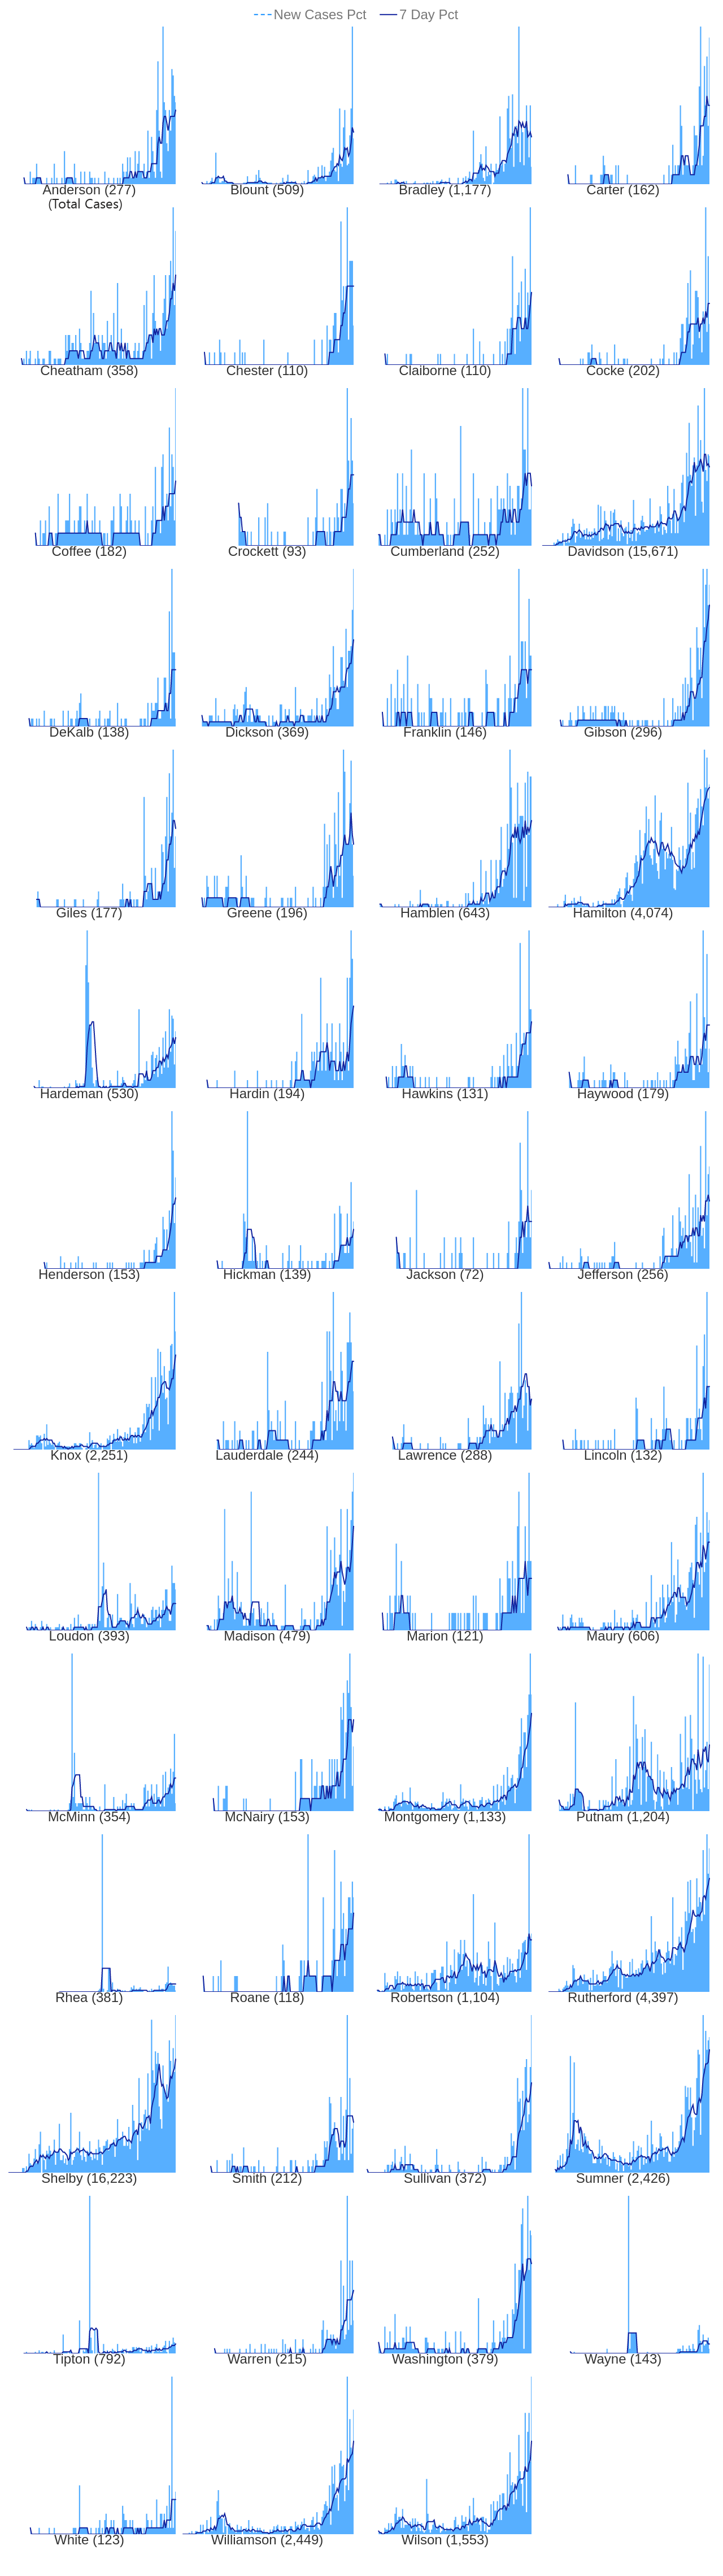 New Cases Pct 7 Day Pct
Anderson (277) Blount (509) Bradley (1,177) Carter (162)
(Total Cases)
Cheatham (358) Chester (110) Claiborne (110) Cocke (202)
Coffee (182) Crockett (93) Cumberland (252) Davidson (15,671)
DeKalb (138) Dickson (369) Franklin (146) Gibson (296)
Giles (177) Greene (196) Hamblen (643) Hamilton (4,074)
Hardeman (530) Hardin (194) Hawkins (131) Haywood (179)
Henderson (153) Hickman (139) Jackson (72) Jefferson (256)
Knox (2,251) Lauderdale (244) Lawrence (288) Lincoln (132)
Loudon (393) Madison (479) Marion (121) Maury (606)
McMinn (354) McNairy (153) Montgomery (1,133) Putnam (1,204)
Rhea (381) Roane (118) Robertson (1,104) Rutherford (4,397)
Shelby (16,223) Smith (212) Sullivan (372) Sumner (2,426)
Tipton (792) Warren (215) Washington (379) Wayne (143)
White (123) Williamson (2,449) Wilson (1,553)